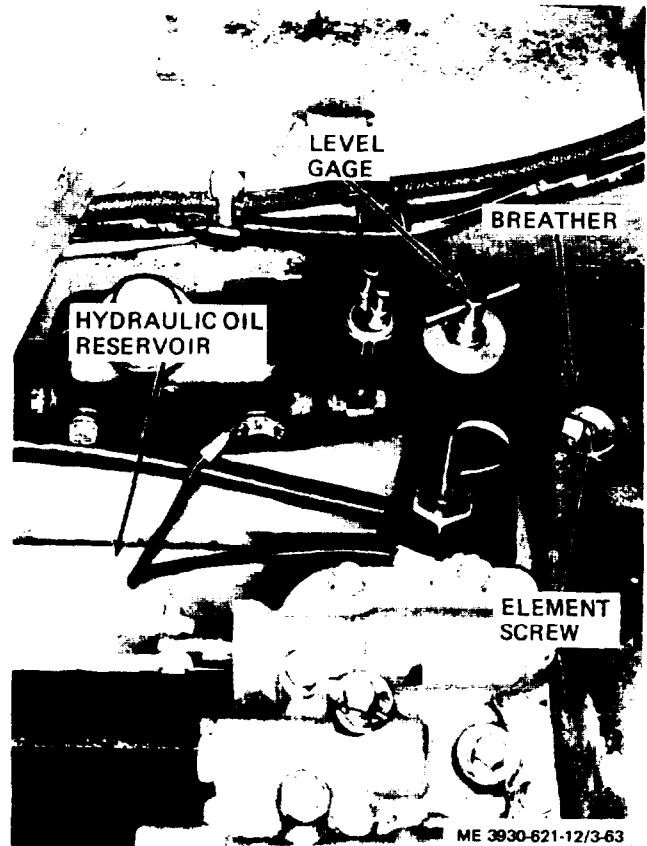 LEVEL
GAGE
BREATHER
HYDRAULIC OIL
RESERVOIR
ELEMENT
SCREW
ME 3930-621-12/3-63